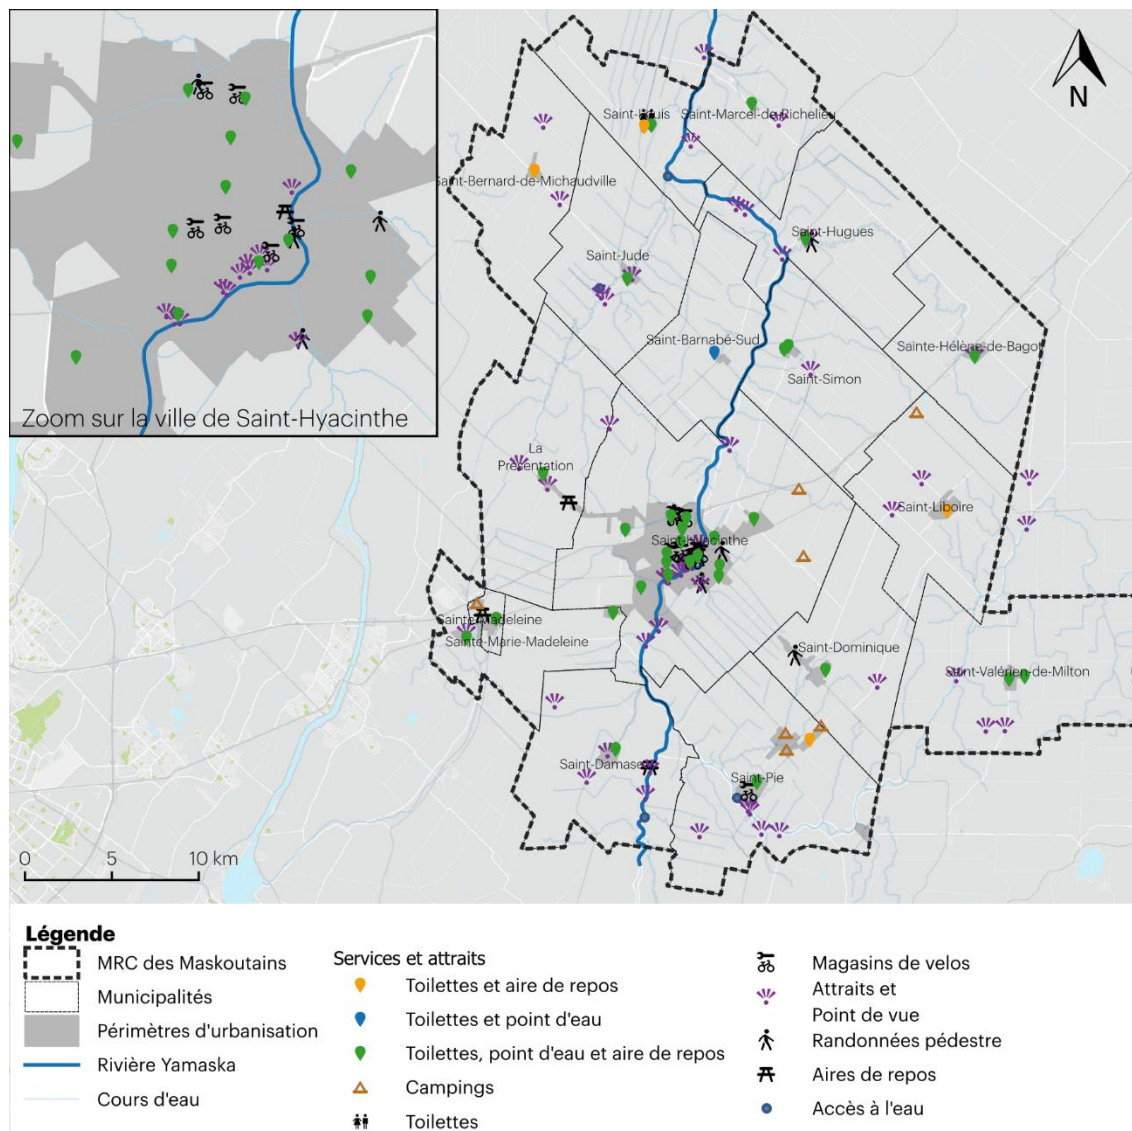 N
Saint-Louis
Saint-Marcel-de-Richelieu
Saint-Bernard-de-Michaudville
Saint-Hugues
Saint-Jude
Saint-Barnabé-Sud
Sainte-Hélène-de-Bagot
Saint-Simon
Zoom sur la ville de Saint-Hyacinthe
La
Présentation
Saint-Liboire
Saint-Hyacinthe
Sainte-Madeleine
Sainte-Marie-Madeleine
Saint-Dominique
Saint-Valérien-de-Milton
Saint-Damase
Saint-Pie
0 5 10 km
Légende
MRC des Maskoutains
Municipalités
Périmètres d'urbanisation
Rivière Yamaska
Cours d'eau
Services et attraits
Toilettes et aire de repos
Toilettes et point d'eau
Toilettes, point d'eau et aire de repos
Campings
Toilettes
Magasins de velos
Attraits et
Point de vue
Randonnées pédestre
Aires de repos
Accès à l'eau